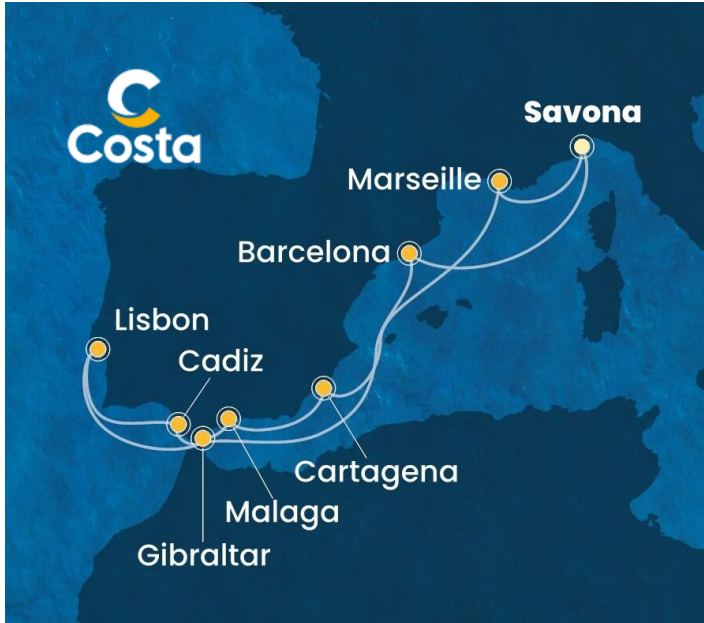 Costa
Savona
Marseille
Barcelona
Lisbon
Cadiz
Cartagena
Malaga
Gibraltar